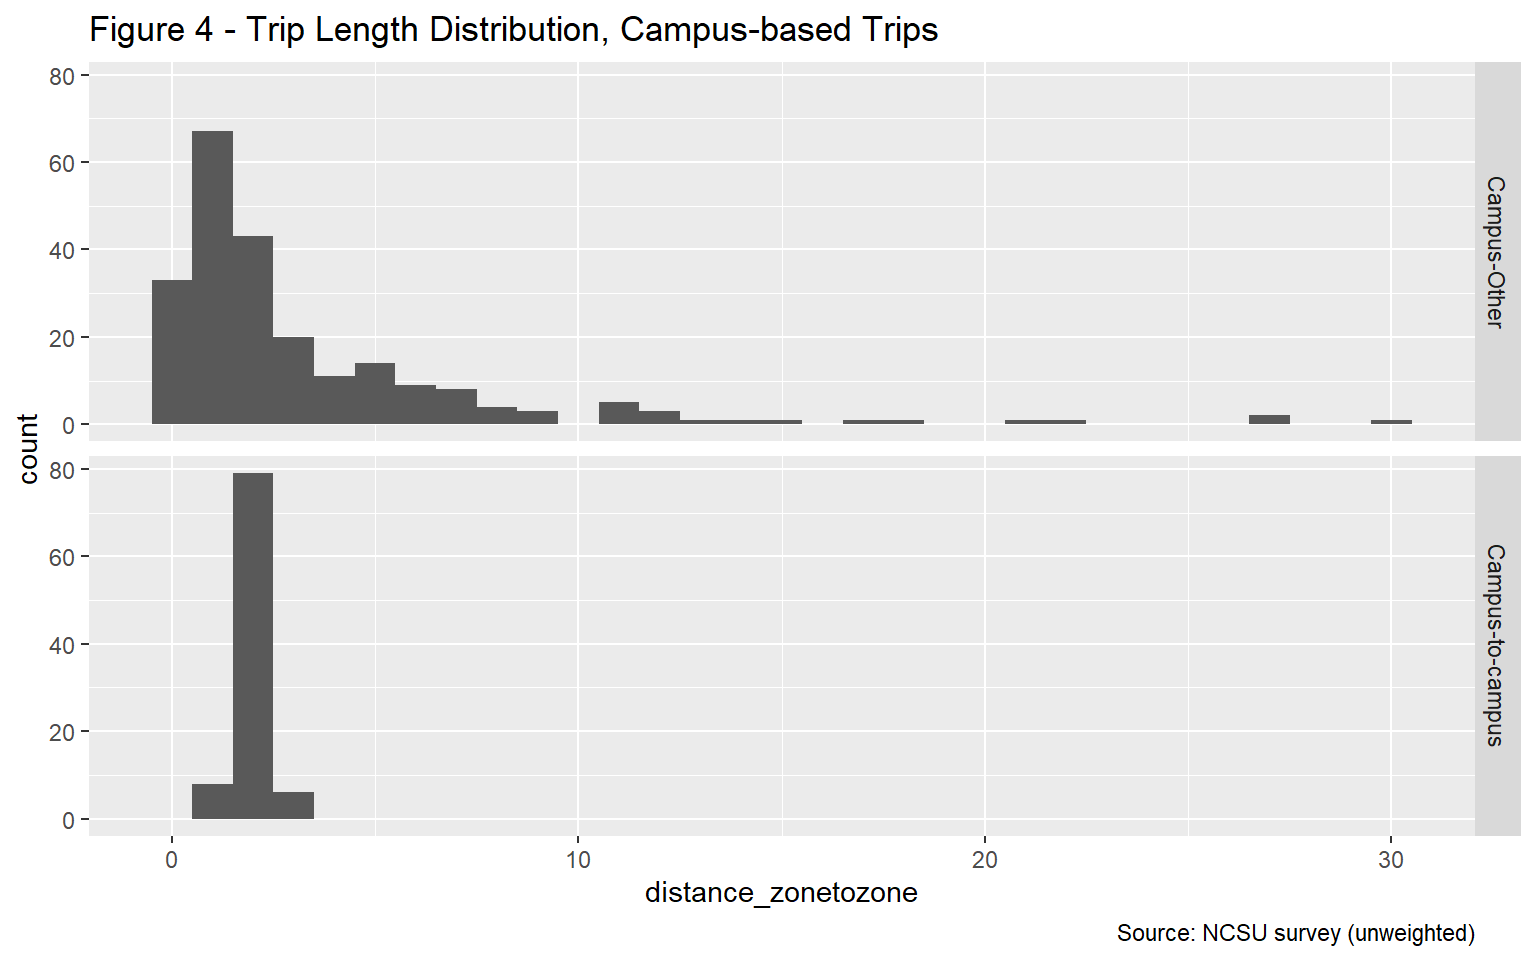 Figure 4 - Trip Length Distribution, Campus-based Trips
80
60
40
20
0
Campus-Other
count
80
60
40
20
0
Campus-to-campus
0 10 20 30
distance_zonetozone
Source: NCSU survey (unweighted)